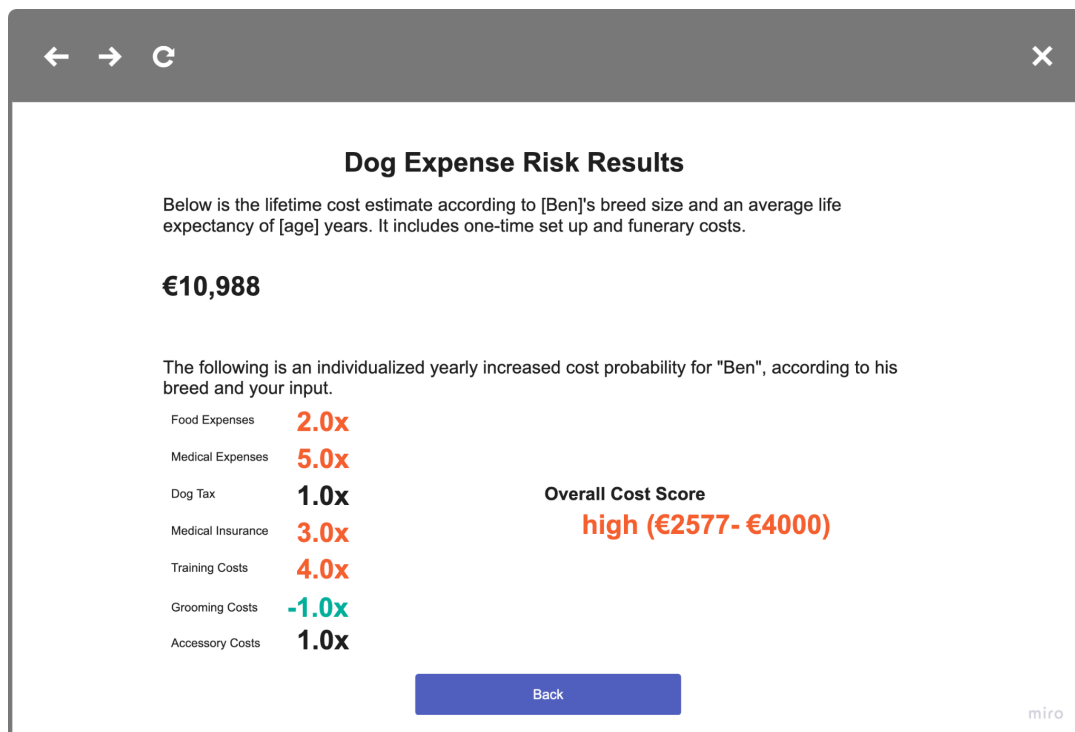 Dog Expense Risk Results
Below is the lifetime cost estimate according to [Ben]'s breed size and an average life
expectancy of [age] years. It includes one-time set up and funerary costs.
€10,988
The following is an individualized yearly increased cost probability for "Ben", according to his
breed and your input.
Food Expenses 2.0x
Medical Expenses 5.0x
Dog Tax 1.0x
Medical Insurance 3.0x
Training Costs 4.0x
Grooming Costs -1.0x
Accessory Costs 1.0x
Overall Cost Score
high (€2577- €4000)
Back
miro